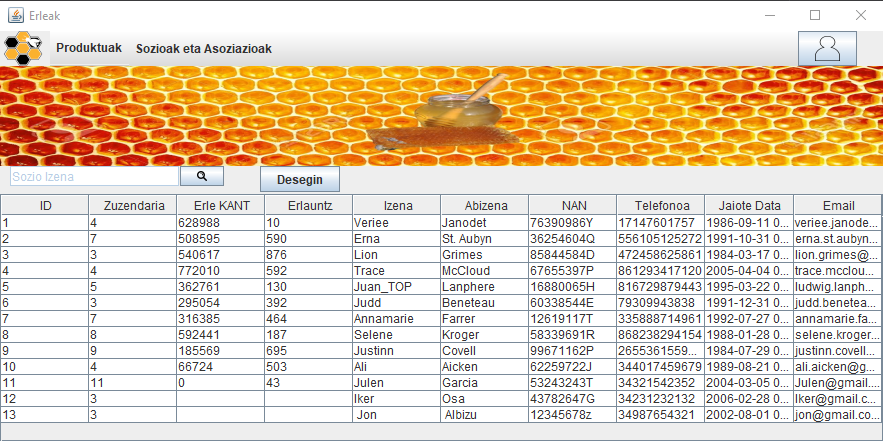 Erleak
Produktuak Sozioak eta Asoziazioak
Sozio Izena Desegin
ID Zuzendaria Erle KANT Erlauntz Izena Abizena NAN Telefonoa Jaiote Data Email
1 4 628988 10 Veriee Janodet 76390986Y 17147601757 1986-09-11 0... veriee.janode...
2 7 508595 590 Erna St. Aubyn 36254604Q 556105125272 1991-10-31 0... erna.st.aubyn...
3 3 540617 876 Lion Grimes 85844584D 472458625861 1984-03-17 0... lion.grimes@...
4 4 772010 592 Trace McCloud 67655397P 861293417120 2005-04-04 0... trace.mcclou...
5 5 362761 130 Juan_TOP Lanphere 16880065H 816729879443 1995-03-22 0... ludwig.lanph...
6 3 295054 392 Judd Beneteau 60338544E 79309943838 1991-12-31 0... judd.benetea...
7 7 316385 464 Annamarie Farrer 12619117T 335888714961 1992-07-27 0... annamarie.fa...
8 8 592441 187 Selene Kroger 58339691R 868238294154 1988-01-28 0... selene.kroger...
9 9 185569 695 Justinn Covell 99671162P 2655361559... 1984-07-29 0... justinn.covell...
10 4 66724 503 Ali Aicken 62259722J 344017459679 1989-08-21 0... ali.aicken@g...
11 11 0 43 Julen Garcia 53243243T 34321542352 2004-03-05 0... Julen@gmail....
12 3 Iker Osa 43782647G 34231232132 2006-02-28 0... Iker@gmail.c...
13 3 Jon Albizu 12345678z 34987654321 2002-08-01 0... jon@gmail.co...